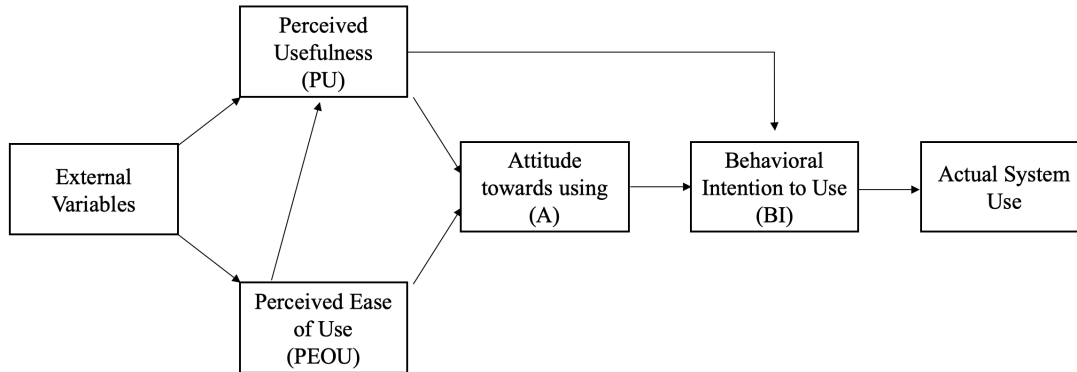 Perceived
Usefulness
(PU)
External
Variables
Attitude
towards using
(A)
Behavioral
Intention to Use
(BI)
Actual System
Use
Perceived Ease
of Use
(PEOU)